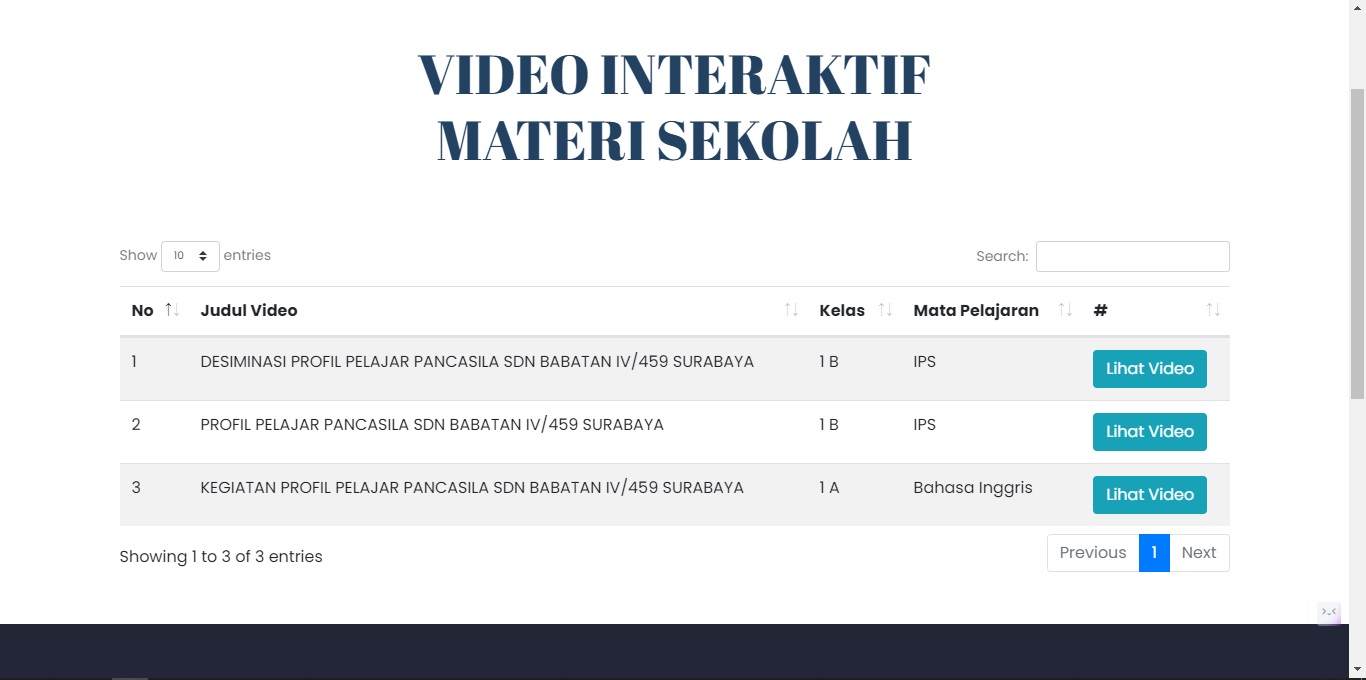 VIDEO INTERAKTIF
MATERI SEKOLAH
Show 10 entries Search:
No Judul Video Kelas Mata Pelajaran #
1 DESIMINASI PROFIL PELAJAR PANCASILA SDN BABATAN IV/459 SURABAYA 1 B IPS Lihat Video
2 PROFIL PELAJAR PANCASILA SDN BABATAN IV/459 SURABAYA 1 B IPS Lihat Video
3 KEGIATAN PROFIL PELAJAR PANCASILA SDN BABATAN IV/459 SURABAYA 1 A Bahasa Inggris Lihat Video
Showing 1 to 3 of 3 entries Previous 1 Next